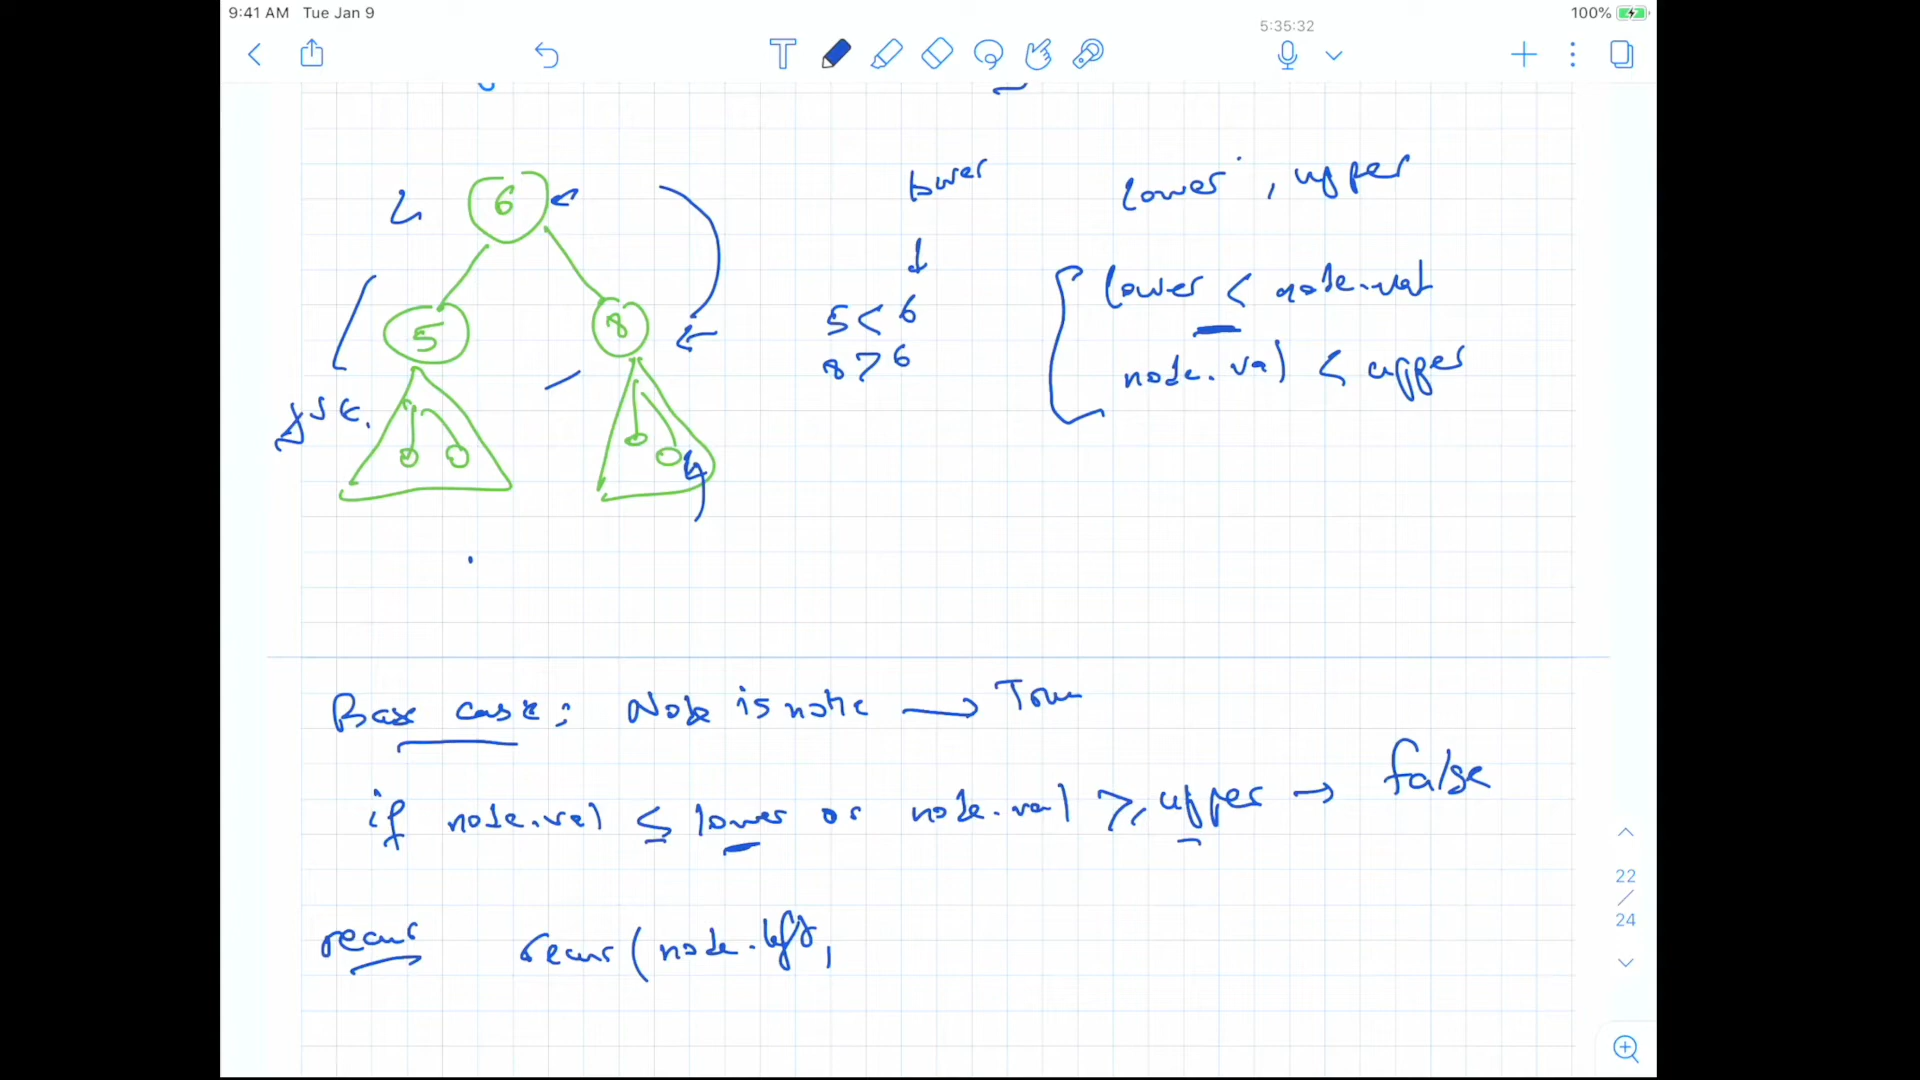 9:41 AM Tue Jan 9
100%
5:35:32
T
6
5
8
lower
5 < 6
8 > 6
lower , upper
lower < node.val
node.val < upper
Base case: Node is none → True
if node.val ≤ lower or node.val ≥ upper → false
recur recur (node.left,
22
24